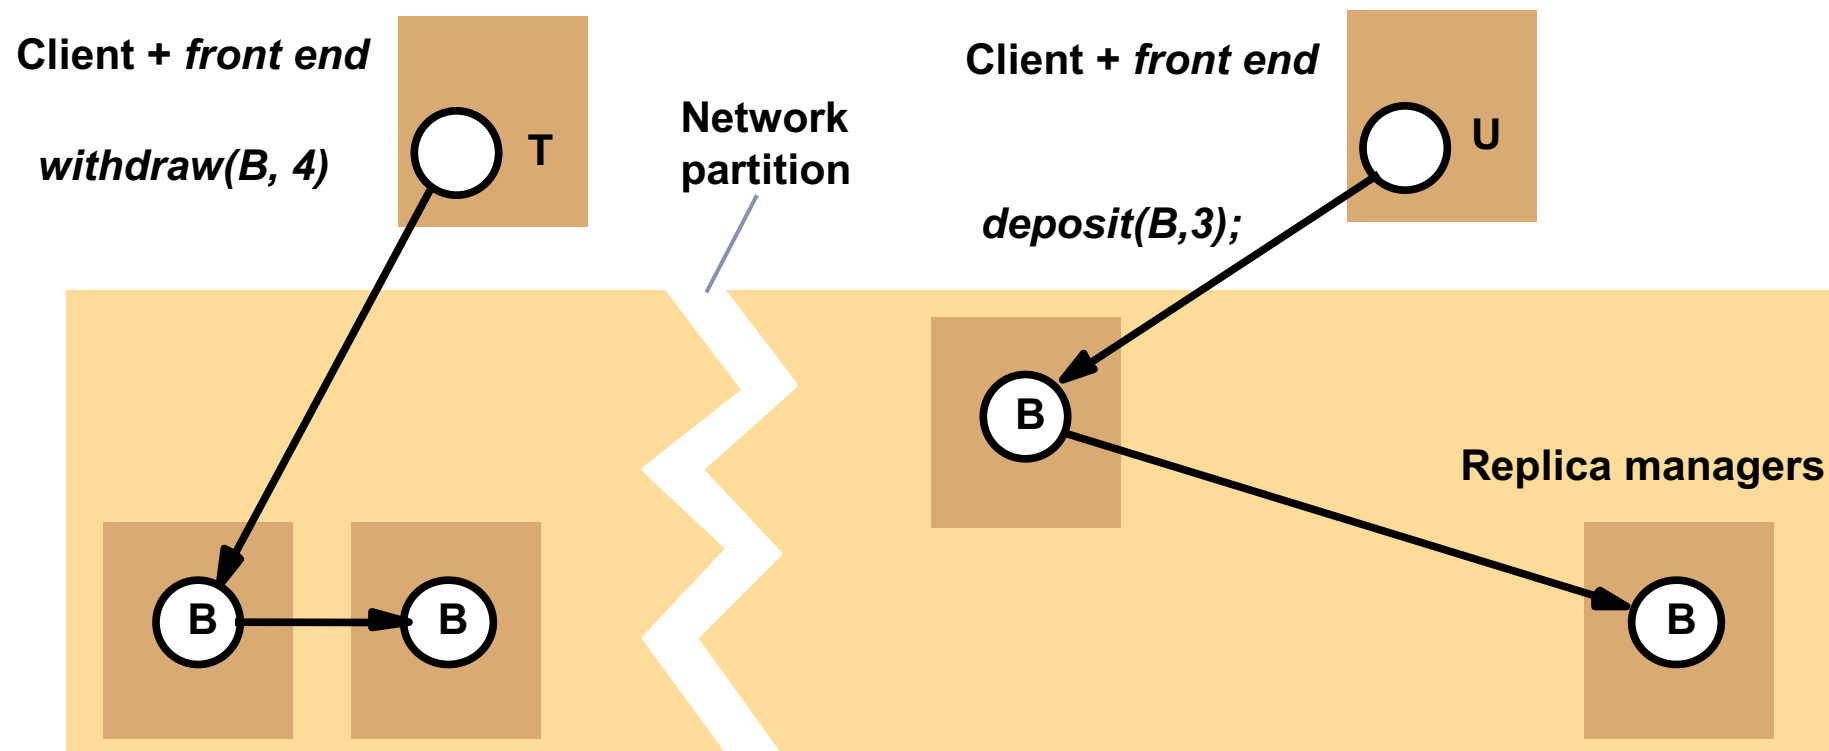 Client + front end
T
withdraw(B, 4)
Network
partition
Client + front end
U
deposit(B,3);
B
Replica managers
B
B
B